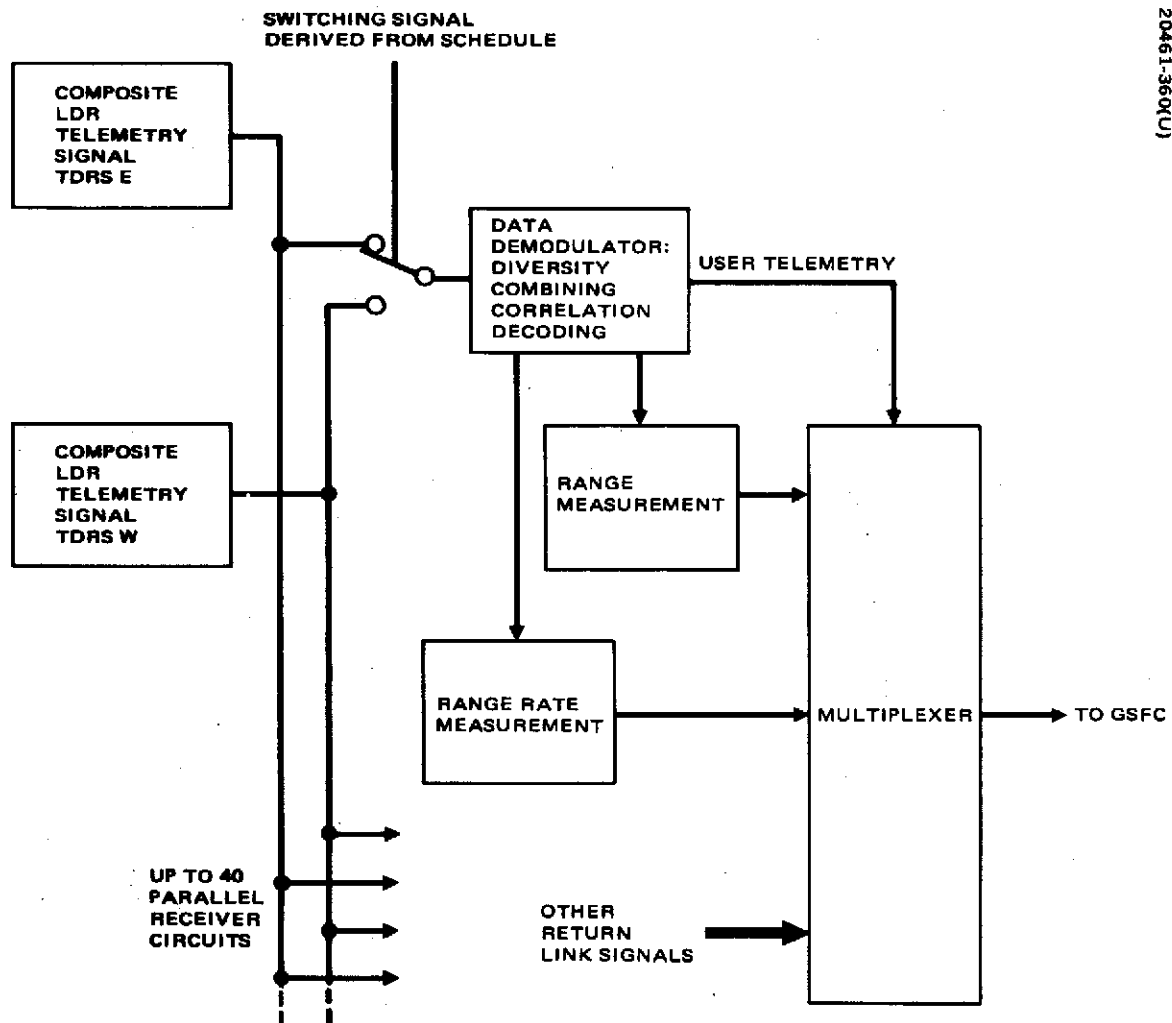 SWITCHING SIGNAL
DERIVED FROM SCHEDULE
20461-360(U)
COMPOSITE
LDR
TELEMETRY
SIGNAL
TDRS E
DATA
DEMODULATOR:
DIVERSITY
COMBINING
CORRELATION
DECODING
USER TELEMETRY
COMPOSITE
LDR
TELEMETRY
SIGNAL
TDRS W
RANGE
MEASUREMENT
RANGE RATE
MEASUREMENT
MULTIPLEXER
TO GSFC
UP TO 40
PARALLEL
RECEIVER
CIRCUITS
OTHER
RETURN
LINK SIGNALS